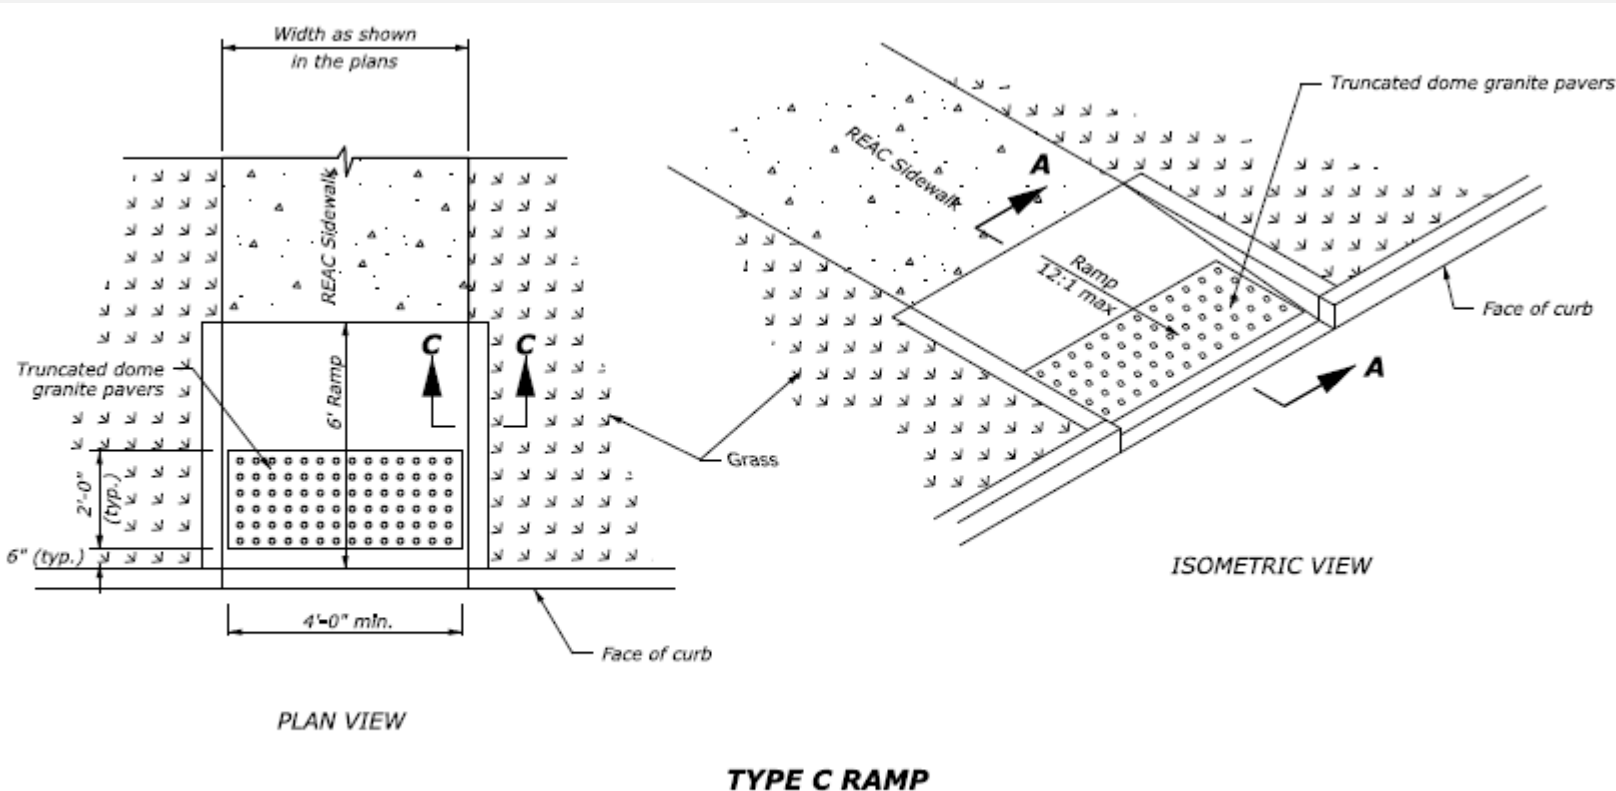 Width as shown
in the plans
REAC Sidewalk
Truncated dome
granite pavers
C
C
6' Ramp
2'-0"
(typ.)
6" (typ.)
4'-0" min.
Face of curb
Grass
PLAN VIEW
Truncated dome granite pavers
REAC Sidewalk
A
Ramp
12:1 max
Face of curb
A
ISOMETRIC VIEW
TYPE C RAMP